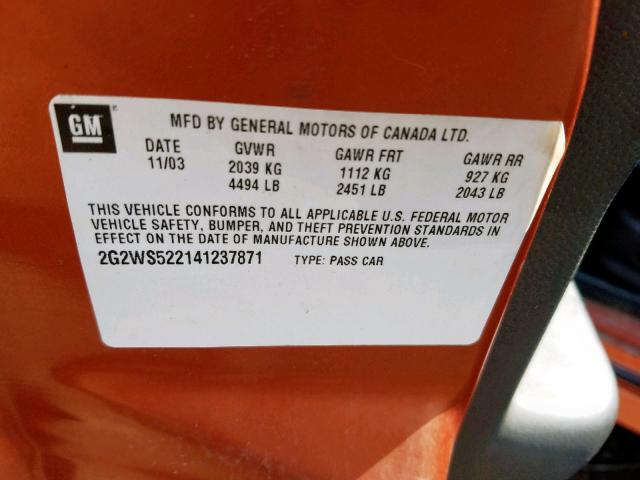 GM
MFD BY GENERAL MOTORS OF CANADA LTD.
DATE GVWR GAWR FRT GAWR RR
11/03 2039 KG 1112 KG 927 KG
4494 LB 2451 LB 2043 LB
THIS VEHICLE CONFORMS TO ALL APPLICABLE U.S. FEDERAL MOTOR
VEHICLE SAFETY, BUMPER, AND THEFT PREVENTION STANDARDS IN
EFFECT ON THE DATE OF MANUFACTURE SHOWN ABOVE.
2G2WS522141237871 TYPE: PASS CAR